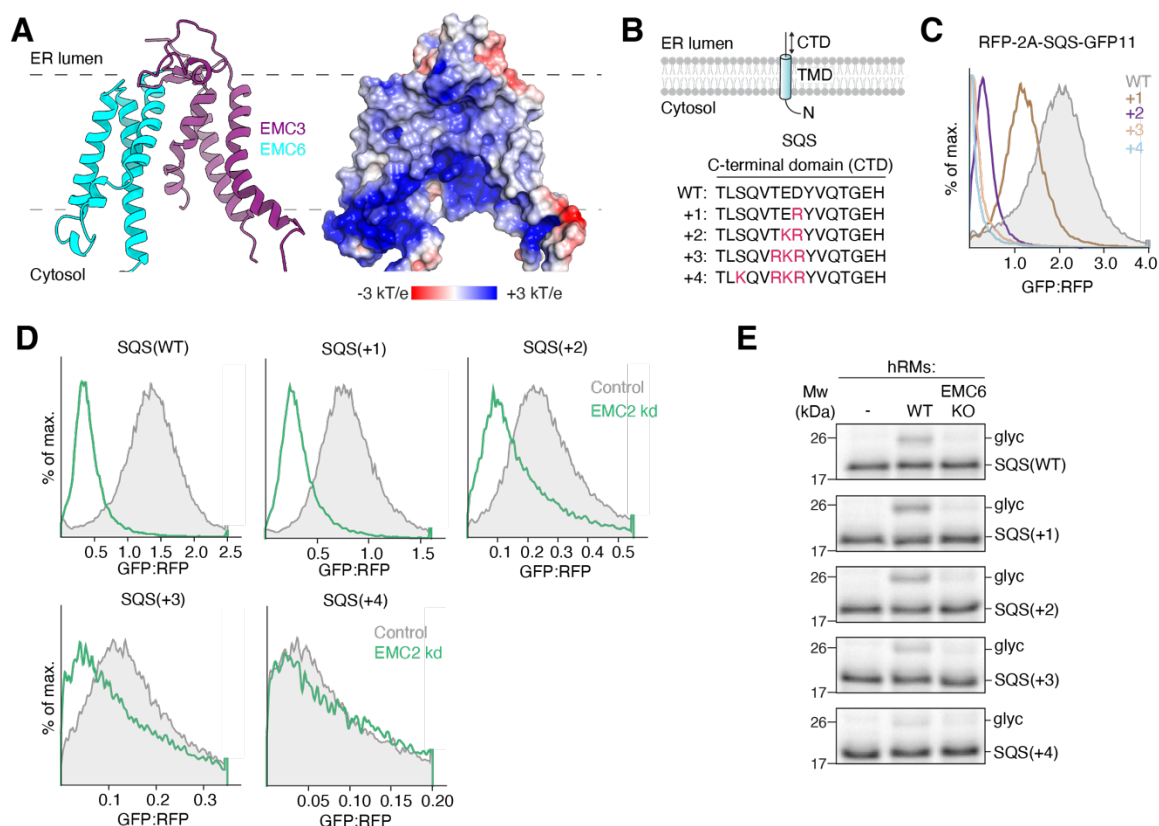 A
ER lumen
EMC3
EMC6
Cytosol
-3 kT/e
+3 kT/e
B
ER lumen
CTD
TMD
Cytosol
N
SQS
C-terminal domain (CTD)
WT: TLSQVTEDYVQTGEH
+1: TLSQVTERYVQTGEH
+2: TLSQVTKRYVQTGEH
+3: TLSQVRKRYVQTGEH
+4: TLKQVRKRYVQTGEH
C
RFP-2A-SQS-GFP11
WT
+1
+2
+3
+4
% of max.
1.0 2.0 3.0 4.0
GFP:RFP
D
SQS(WT)
% of max.
0.5 1.0 1.5 2.0 2.5
GFP:RFP
SQS(+1)
0.5 1.0 1.5
GFP:RFP
SQS(+2)
Control
EMC2 kd
0.1 0.2 0.3 0.4 0.5
GFP:RFP
SQS(+3)
% of max.
0.1 0.2 0.3
GFP:RFP
SQS(+4)
Control
EMC2 kd
0.05 0.10 0.15 0.20
GFP:RFP
E
hRMs:
Mw
(kDa)
- WT EMC6
KO
26 glyc
17 SQS(WT)
26 glyc
17 SQS(+1)
26 glyc
17 SQS(+2)
26 glyc
17 SQS(+3)
26 glyc
17 SQS(+4)